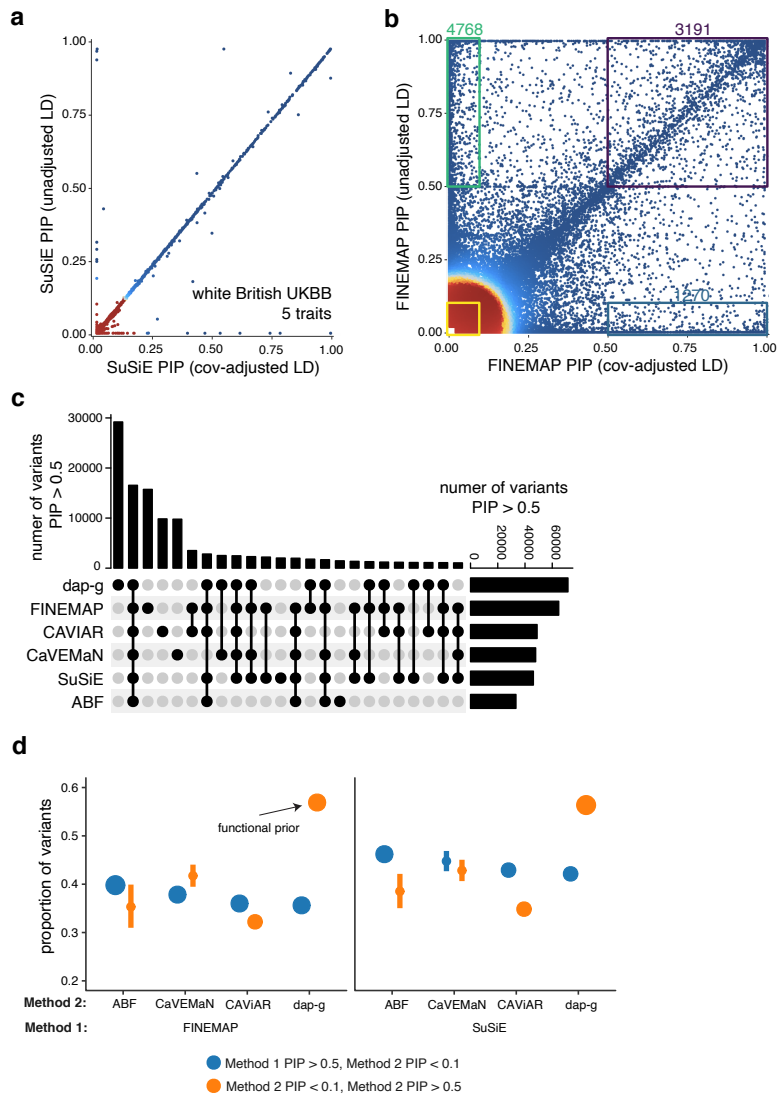 a
1.00
0.75
0.50
0.25
0.00
SuSiE PIP (unadjusted LD)
white British UKBB
5 traits
0.00 0.25 0.50 0.75 1.00
SuSiE PIP (cov-adjusted LD)
b
4768 3191
1.00
0.75
0.50
0.25
0.00
FINEMAP PIP (unadjusted LD)
1270
0.00 0.25 0.50 0.75 1.00
FINEMAP PIP (cov-adjusted LD)
c
numer of variants
PIP > 0.5
30000
20000
10000
0
numer of variants
PIP > 0.5
0 20000 40000 60000
dap-g
FINEMAP
CAVIAR
CaVEMaN
SuSiE
ABF
d
proportion of variants
0.6
0.5
0.4
0.3
0.2
functional prior
Method 2: ABF CaVEMaN CAViAR dap-g ABF CaVEMaN CAViAR dap-g
Method 1: FINEMAP SuSiE
Method 1 PIP > 0.5, Method 2 PIP < 0.1
Method 2 PIP < 0.1, Method 2 PIP > 0.5